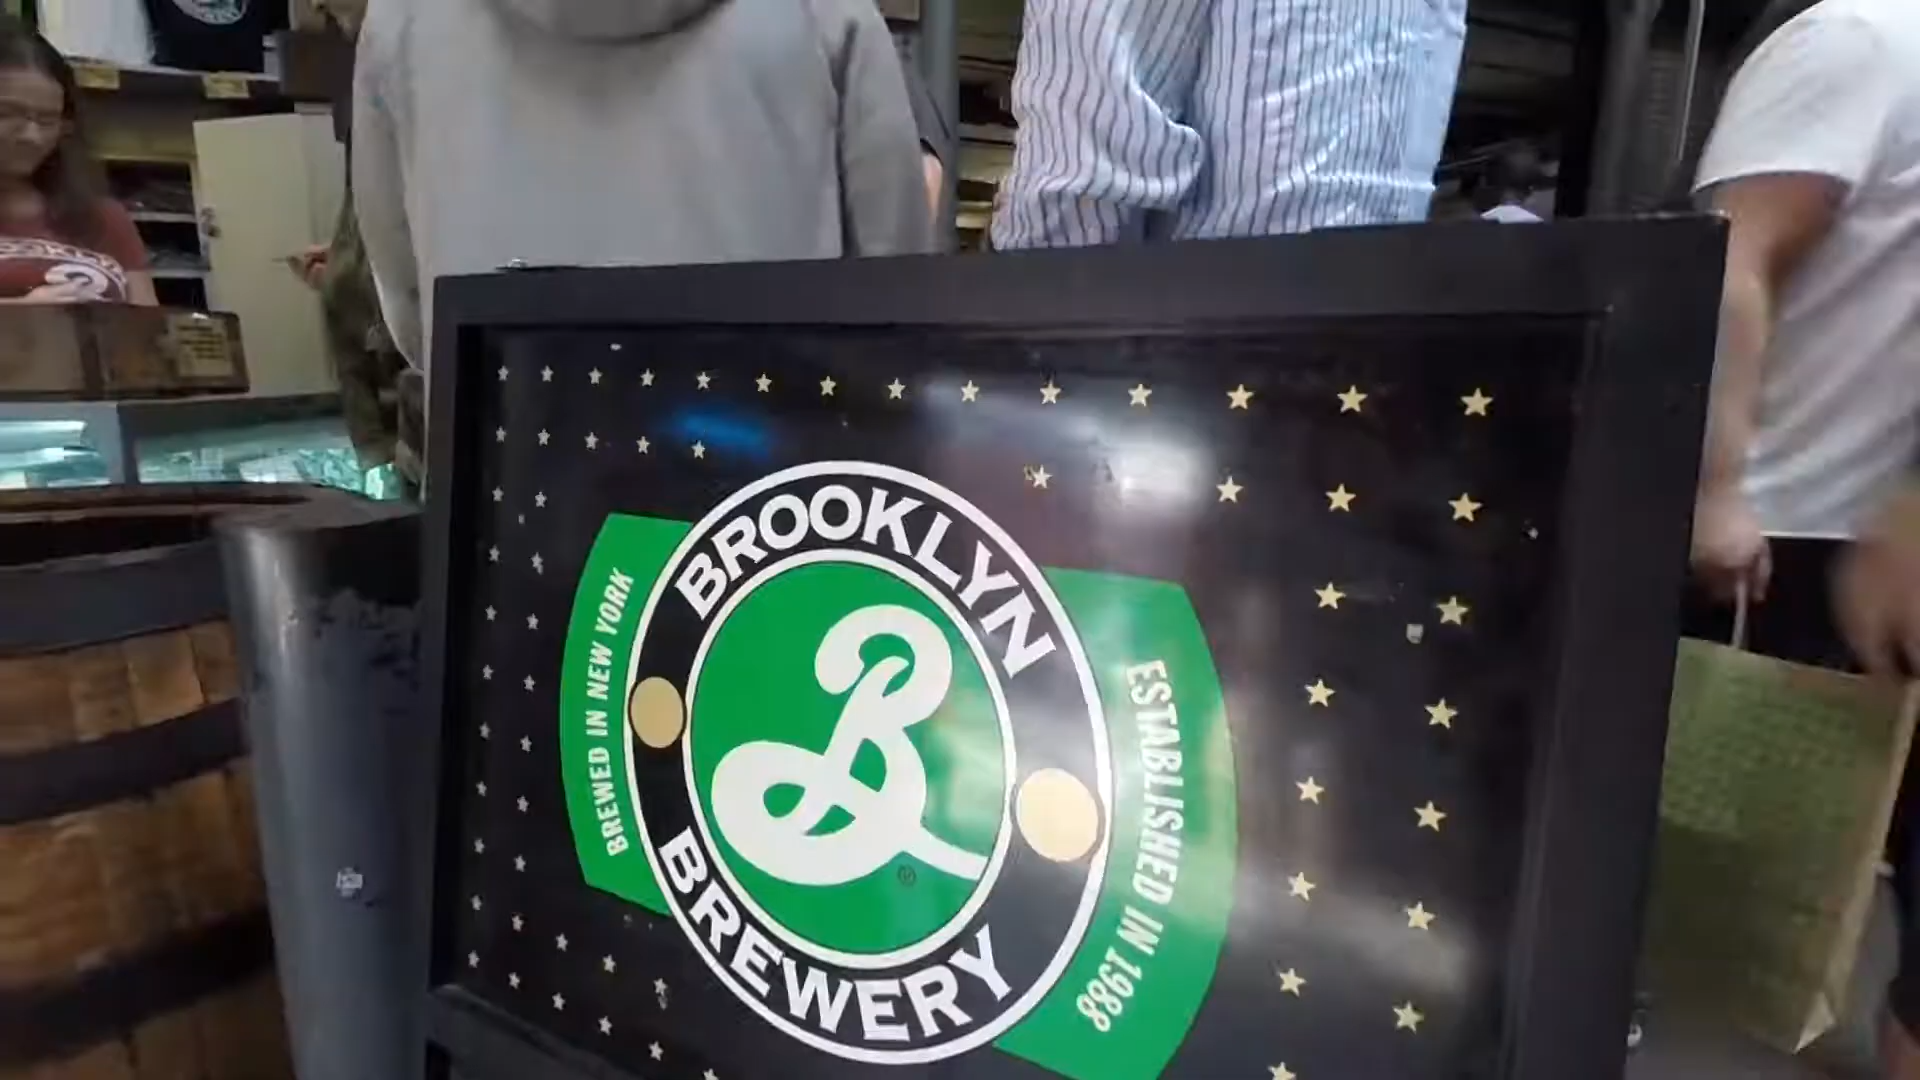 BROOKLYN
BREWED IN NEW YORK
ESTABLISHED IN 1988
BREWERY